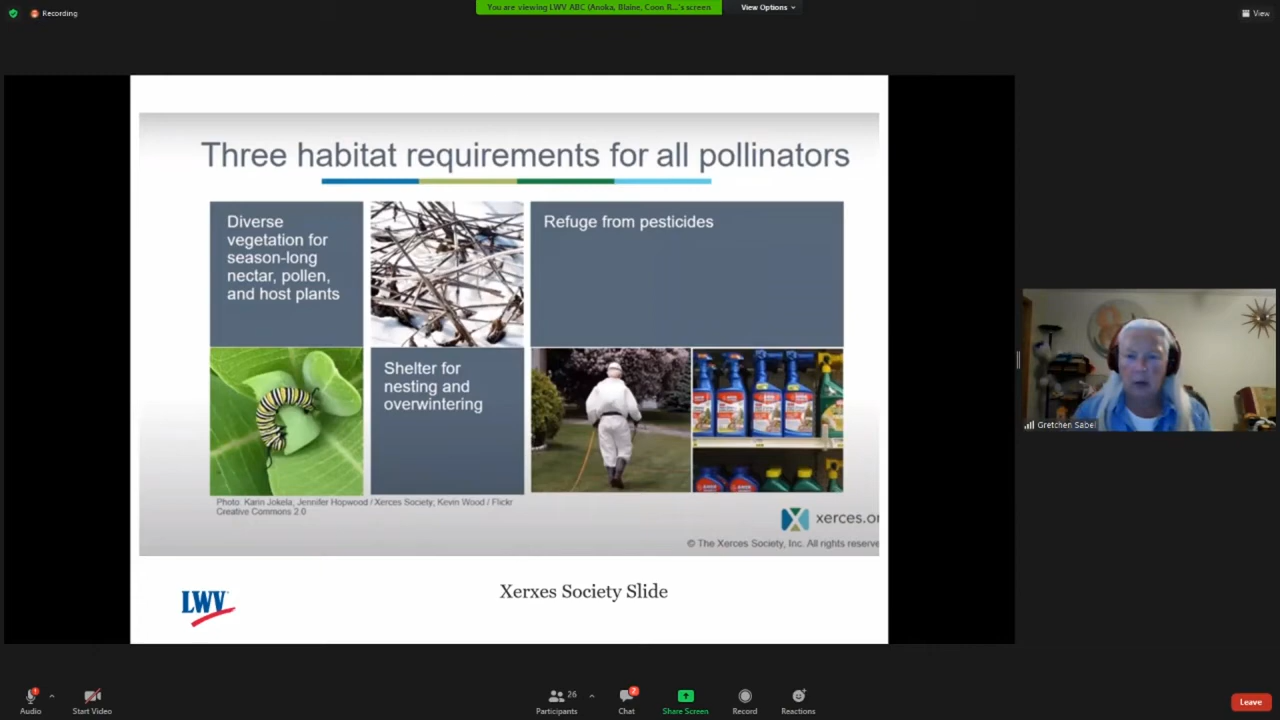 Recording
You are viewing LWV ABC (Anoka, Blaine, Coon R...'s screen
View Options
View
Three habitat requirements for all pollinators
Diverse
vegetation for
season-long
nectar, pollen,
and host plants
Refuge from pesticides
Shelter for
nesting and
overwintering
Photo: Karin Jokela, Jennifer Hopwood / Xerces Society; Kevin Wood / Flickr
Creative Commons 2.0
xerces.or
© The Xerces Society, Inc. All rights reserve
LWV
Xerxes Society Slide
Gretchen Sabel
Audio
Start Video
26
Participants
2
Chat
Share Screen
Record
Reactions
Leave